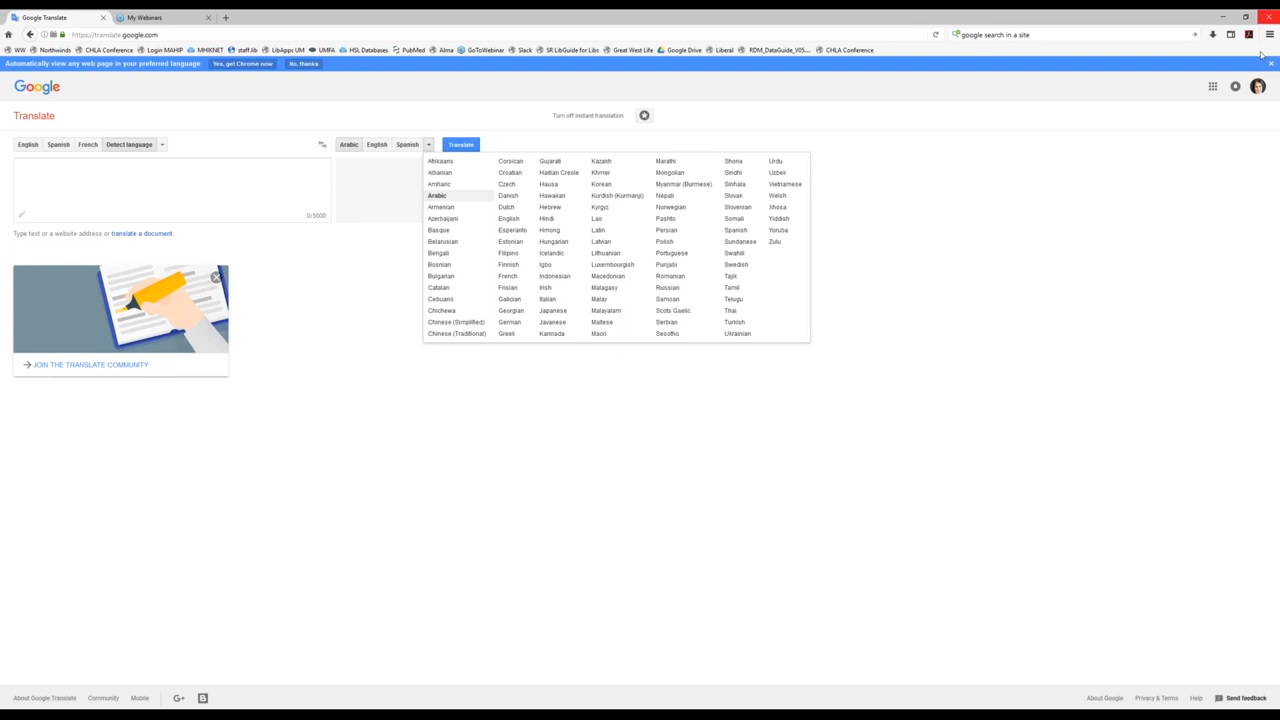 Google Translate
My Webinars
https://translate.google.com
google search in a site
WW Northwinds CHLA Conference Login MAHIP MHIKNET staff.lib LibApps UM UMFA HSL Databases PubMed Alma GoToWebinar Slack SR LibGuide for Libs Great West Life Google Drive Liberal RDM_DataGuide_V05... CHLA Conference
Automatically view any web page in your preferred language Yes, get Chrome now No, thanks
Google
Translate Turn off instant translation
English Spanish French Detect language Arabic English Spanish Translate
Afrikaans Corsican Gujarati Kazakh Marathi Shona Urdu
Albanian Croatian Haitian Creole Khmer Mongolian Sindhi Uzbek
Amharic Czech Hausa Korean Myanmar (Burmese) Sinhala Vietnamese
Arabic Danish Hawaiian Kurdish (Kurmanji) Nepali Slovak Welsh
Armenian Dutch Hebrew Kyrgyz Norwegian Slovenian Xhosa
Azerbaijani English Hindi Lao Pashto Somali Yiddish
Basque Esperanto Hmong Latin Persian Spanish Yoruba
Belarusian Estonian Hungarian Latvian Polish Sundanese Zulu
Bengali Filipino Icelandic Lithuanian Portuguese Swahili
Bosnian Finnish Igbo Luxembourgish Punjabi Swedish
Bulgarian French Indonesian Macedonian Romanian Tajik
Catalan Frisian Irish Malagasy Russian Tamil
Cebuano Galician Italian Malay Samoan Telugu
Chichewa Georgian Japanese Malayalam Scots Gaelic Thai
Chinese (Simplified) German Javanese Maltese Serbian Turkish
Chinese (Traditional) Greek Kannada Maori Sesotho Ukrainian
0/5000
Type text or a website address or translate a document.
JOIN THE TRANSLATE COMMUNITY
About Google Translate Community Mobile G+ About Google Privacy & Terms Help Send feedback